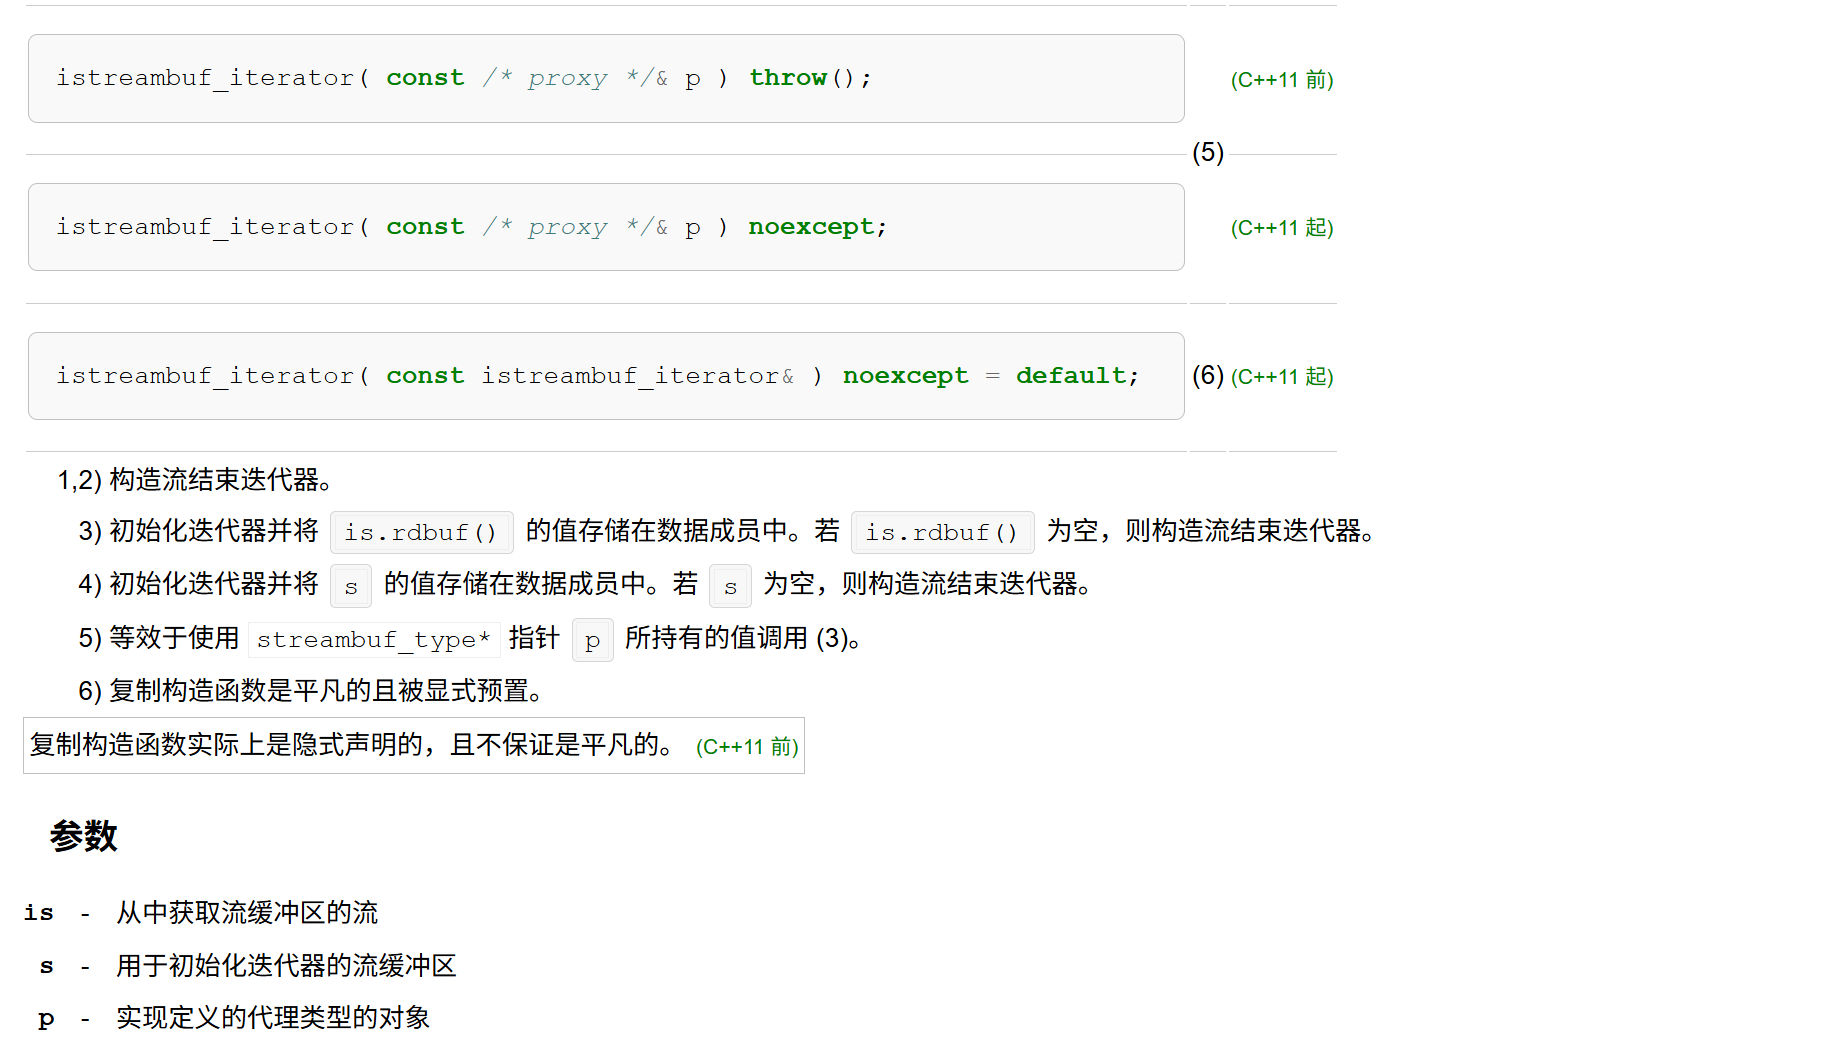 istreambuf_iterator( const /* proxy */& p ) throw();
(C++11 前)
(5)
istreambuf_iterator( const /* proxy */& p ) noexcept;
(C++11 起)
istreambuf_iterator( const istreambuf_iterator& ) noexcept = default;
(6) (C++11 起)
1,2) 构造流结束迭代器。
3) 初始化迭代器并将 is.rdbuf() 的值存储在数据成员中。若 is.rdbuf() 为空，则构造流结束迭代器。
4) 初始化迭代器并将 s 的值存储在数据成员中。若 s 为空，则构造流结束迭代器。
5) 等效于使用 streambuf_type* 指针 p 所持有的值调用 (3)。
6) 复制构造函数是平凡的且被显式预置。
复制构造函数实际上是隐式声明的，且不保证是平凡的。 (C++11 前)
参数
is - 从中获取流缓冲区的流
s - 用于初始化迭代器的流缓冲区
p - 实现定义的代理类型的对象